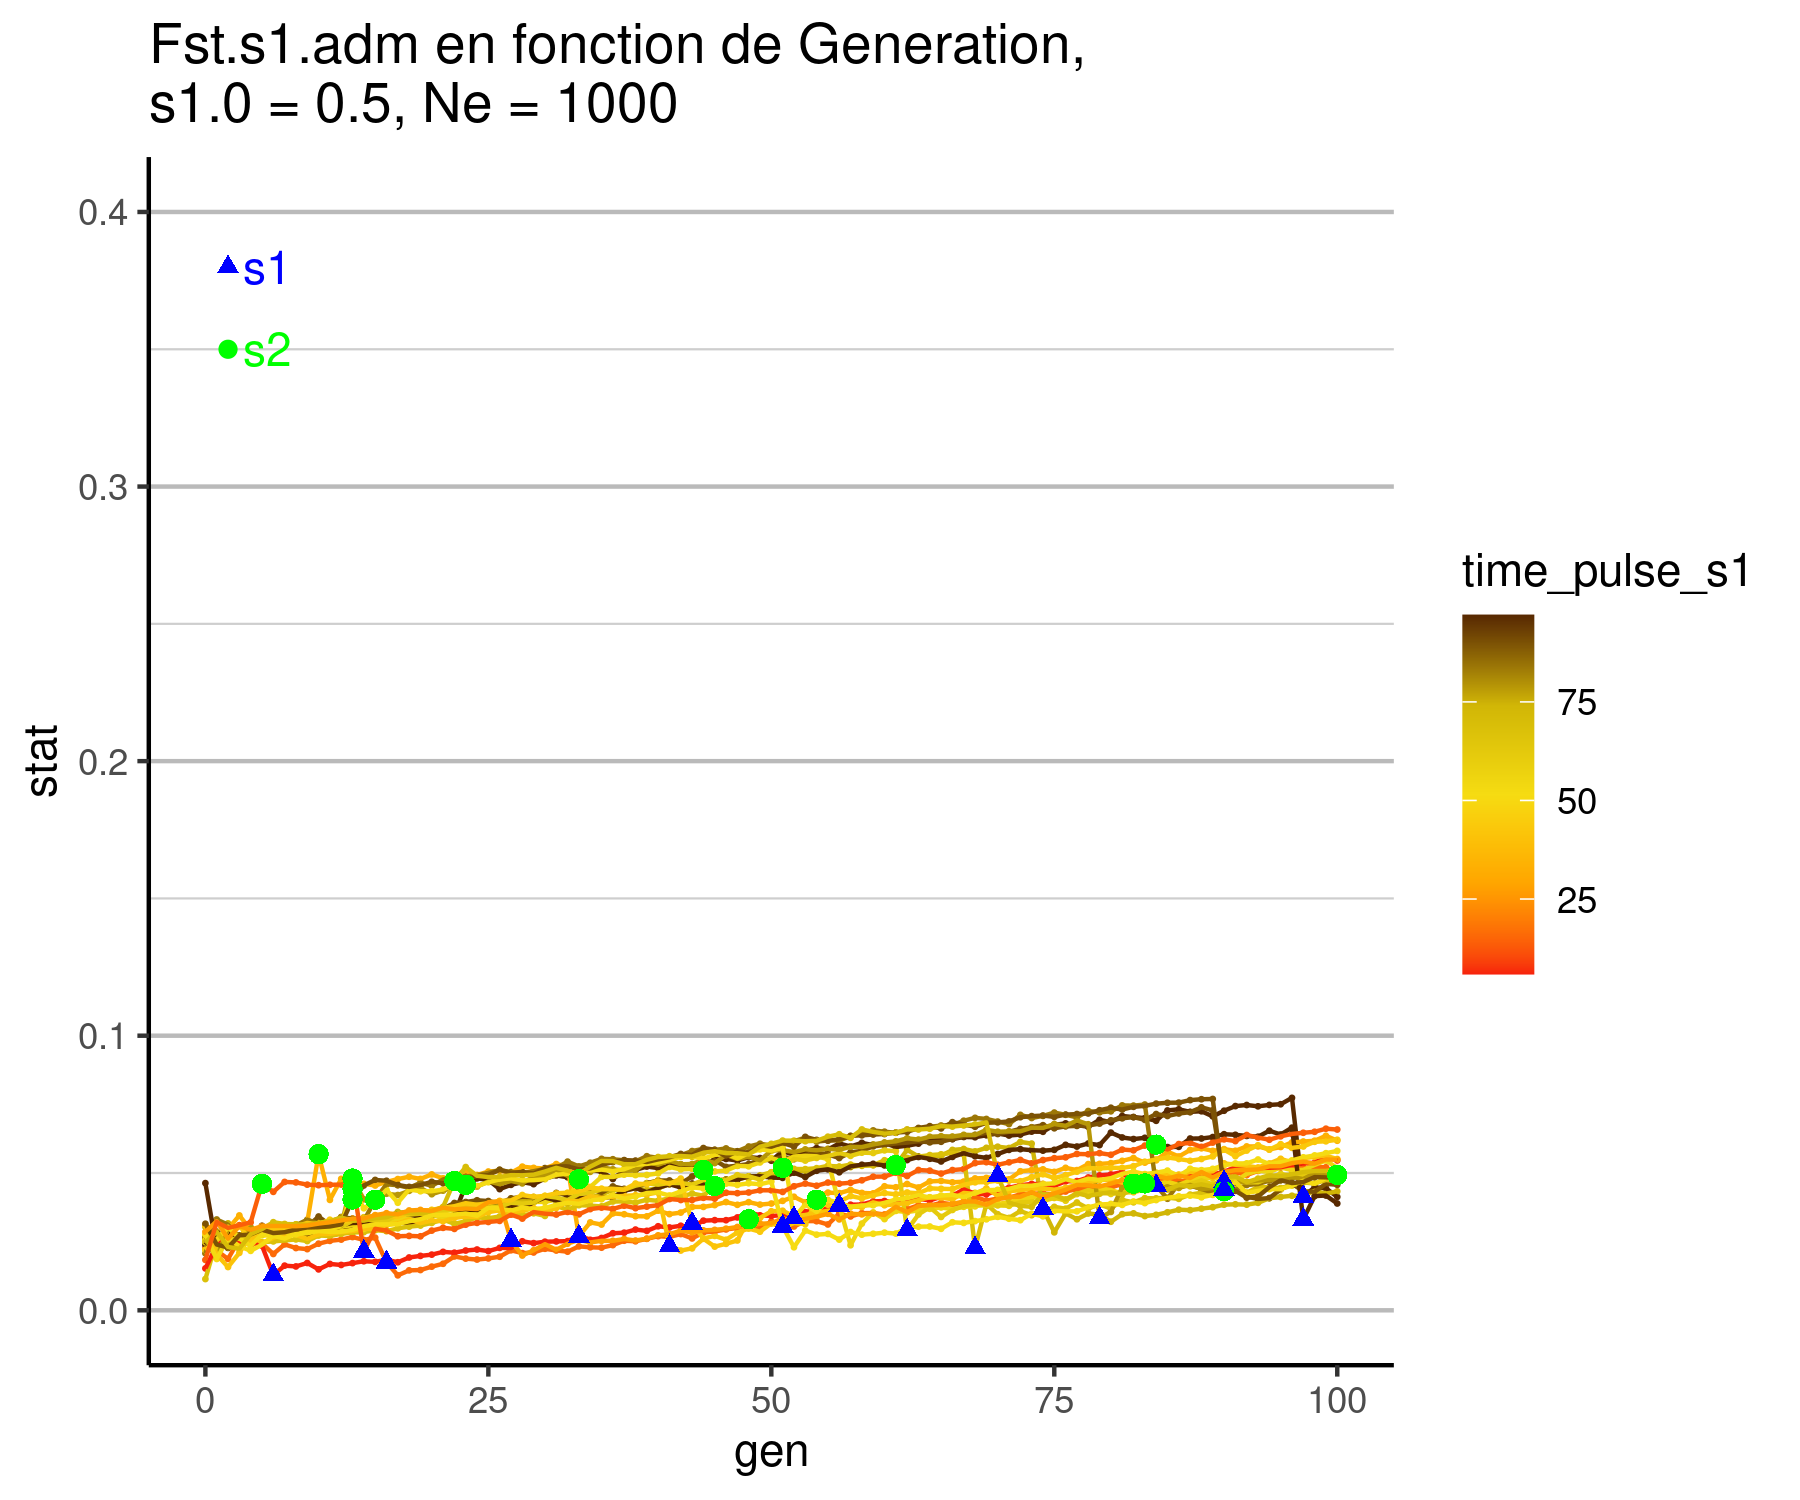 Fst.s1.adm en fonction de Generation,
s1.0 = 0.5, Ne = 1000
0.4
s1
s2
0.3
0.2
0.1
0.0
stat
0
25
50
75
100
gen
time_pulse_s1
75
50
25